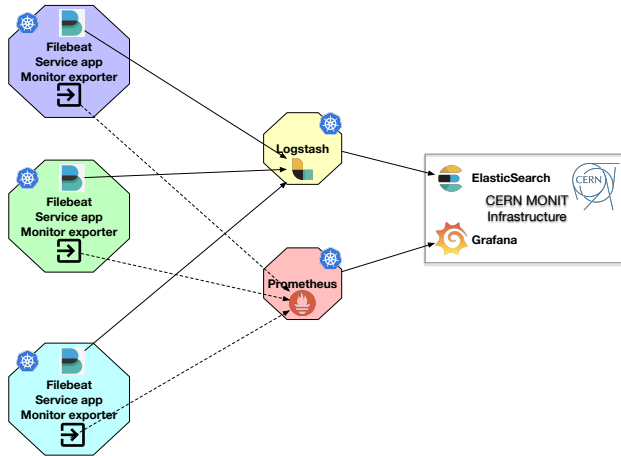 Filebeat
Service app
Monitor exporter
Filebeat
Service app
Monitor exporter
Filebeat
Service app
Monitor exporter
Logstash
Prometheus
ElasticSearch
CERN MONIT
Infrastructure
Grafana
CERN